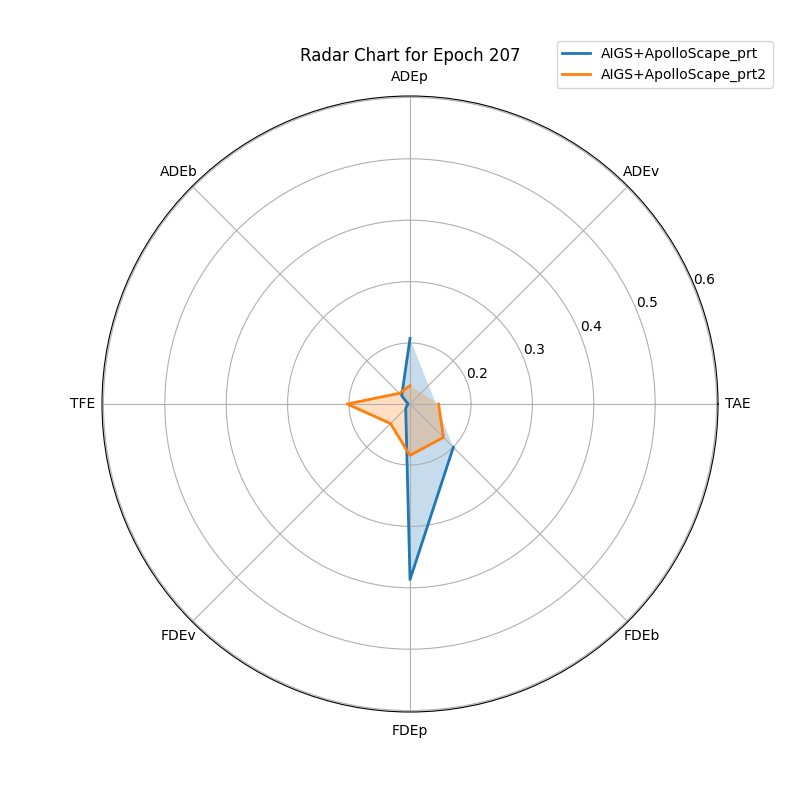 Radar Chart for Epoch 207
AIGS+ApolloScape_prt
AIGS+ApolloScape_prt2
ADEp
ADEb
ADEv
0.6
0.5
0.4
0.3
0.2
TFE
TAE
FDEv
FDEb
FDEp